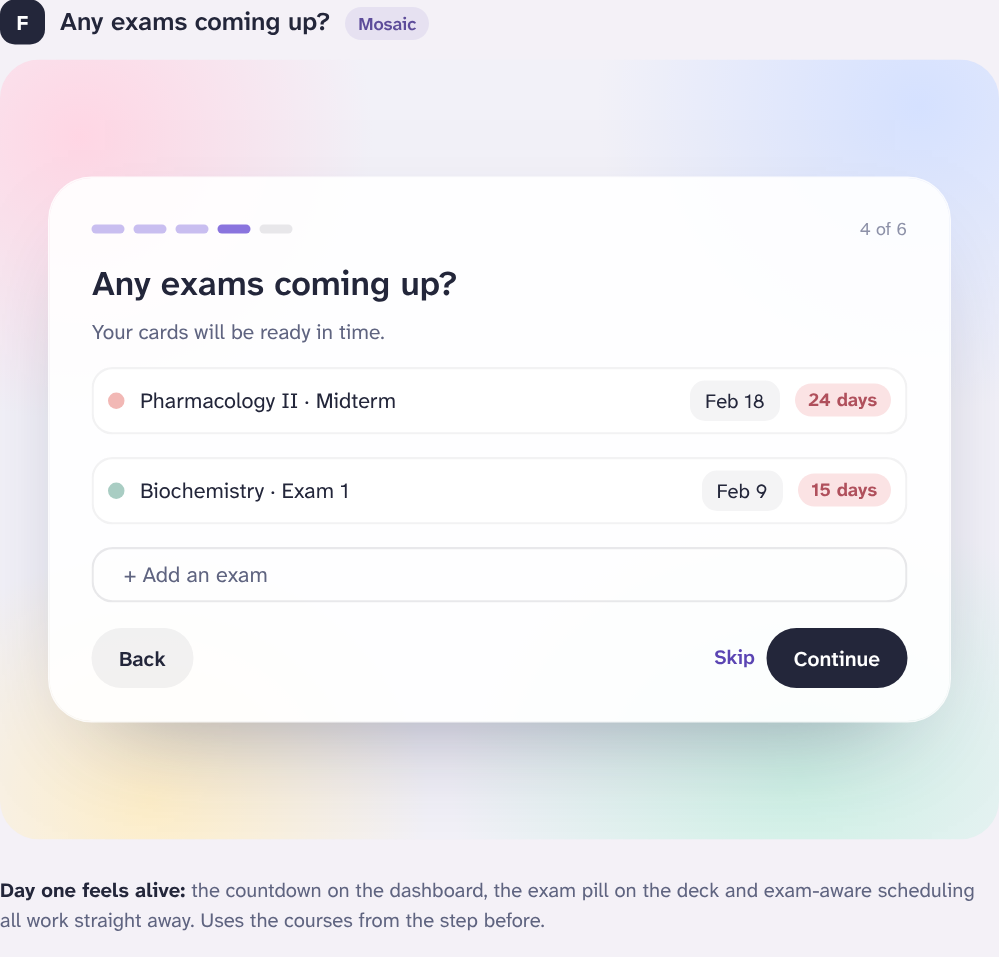 F Any exams coming up? Mosaic
4 of 6
Any exams coming up?
Your cards will be ready in time.
Pharmacology II · Midterm Feb 18 24 days
Biochemistry · Exam 1 Feb 9 15 days
+ Add an exam
Back Skip Continue
Day one feels alive: the countdown on the dashboard, the exam pill on the deck and exam-aware scheduling
all work straight away. Uses the courses from the step before.